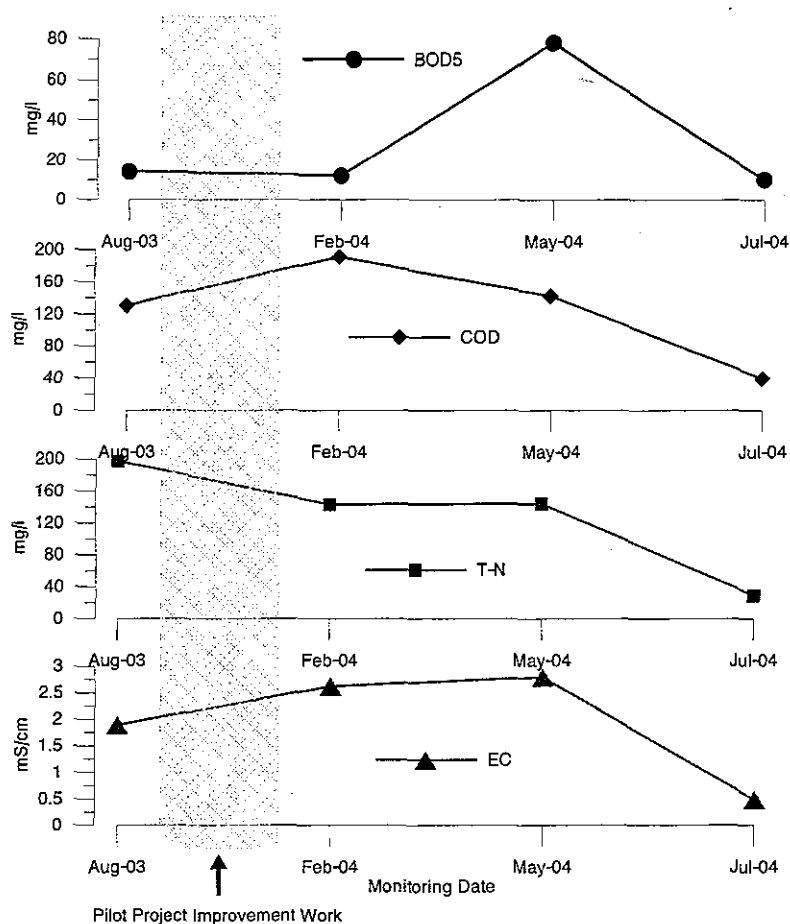 80
60
40
20
0
mg/l
BOD5
Aug-03 Feb-04 May-04 Jul-04
200
160
120
80
40
0
mg/l
COD
Aug-03 Feb-04 May-04 Jul-04
200
160
120
80
40
0
mg/l
T-N
Aug-03 Feb-04 May-04 Jul-04
3
2.5
2
1.5
1
0.5
0
mS/cm
EC
Aug-03 Feb-04 May-04 Jul-04
Monitoring Date
Pilot Project Improvement Work